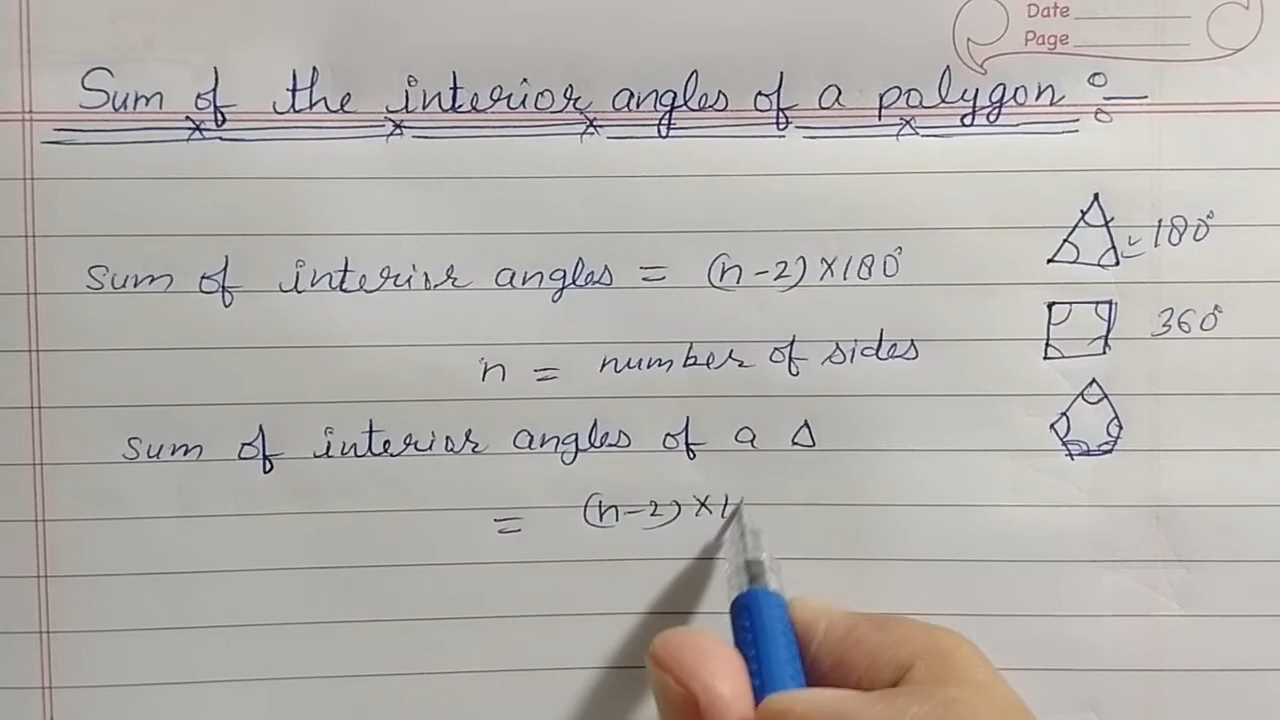 Date
Page
Sum of the interior angles of a polygon :-
Sum of interior angles = (n-2)×180°
n = number of sides
Sum of interior angles of a Δ
= (n-2)×1
= 180°
360°